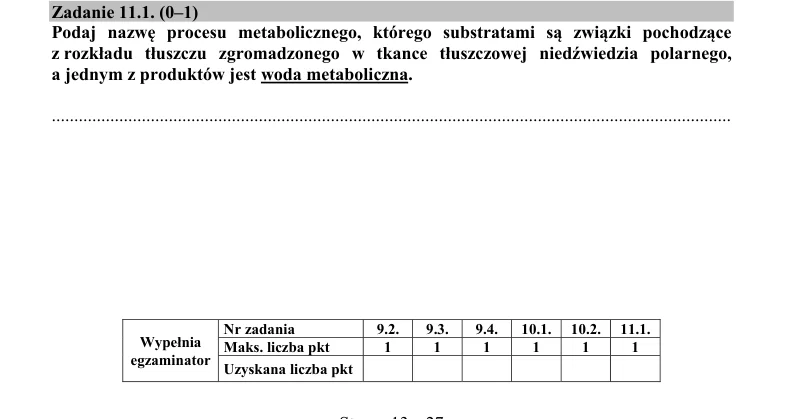 Zadanie 11.1. (0–1)
Podaj nazwę procesu metabolicznego, którego substratami są związki pochodzące
z rozkładu tłuszczu zgromadzonego w tkance tłuszczowej niedźwiedzia polarnego,
a jednym z produktów jest woda metaboliczna.
....................................................................................................................................................
Wypełnia egzaminator
Nr zadania 9.2. 9.3. 9.4. 10.1. 10.2. 11.1.
Maks. liczba pkt 1 1 1 1 1 1
Uzyskana liczba pkt